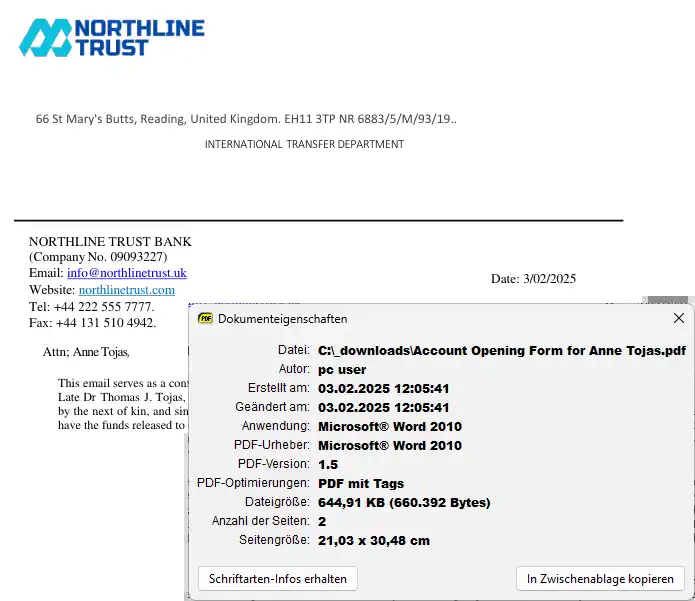 NORTHLINE
TRUST
66 St Mary's Butts, Reading, United Kingdom. EH11 3TP NR 6883/5/M/93/19..
INTERNATIONAL TRANSFER DEPARTMENT
NORTHLINE TRUST BANK
(Company No. 09093227)
Email: info@northlinetrust.uk
Website: northlinetrust.com
Date: 3/02/2025
Tel: +44 222 555 7777.
Fax: +44 131 510 4942.
Attn; Anne Tojas,
This email serves as a
Late Dr Thomas J. Tojas,
by the next of kin, and
have the funds released to
PDF
Dokumenteigenschaften
Datei: C:\_downloads\Account Opening Form for Anne Tojas.pdf
Autor: pc user
Erstellt am: 03.02.2025 12:05:41
Geändert am: 03.02.2025 12:05:41
Anwendung: Microsoft® Word 2010
PDF-Urheber: Microsoft® Word 2010
PDF-Version: 1.5
PDF-Optimierungen: PDF mit Tags
Dateigröße: 644,91 KB (660.392 Bytes)
Anzahl der Seiten: 2
Seitengröße: 21,03 x 30,48 cm
Schriftarten-Infos erhalten
In Zwischenablage kopieren